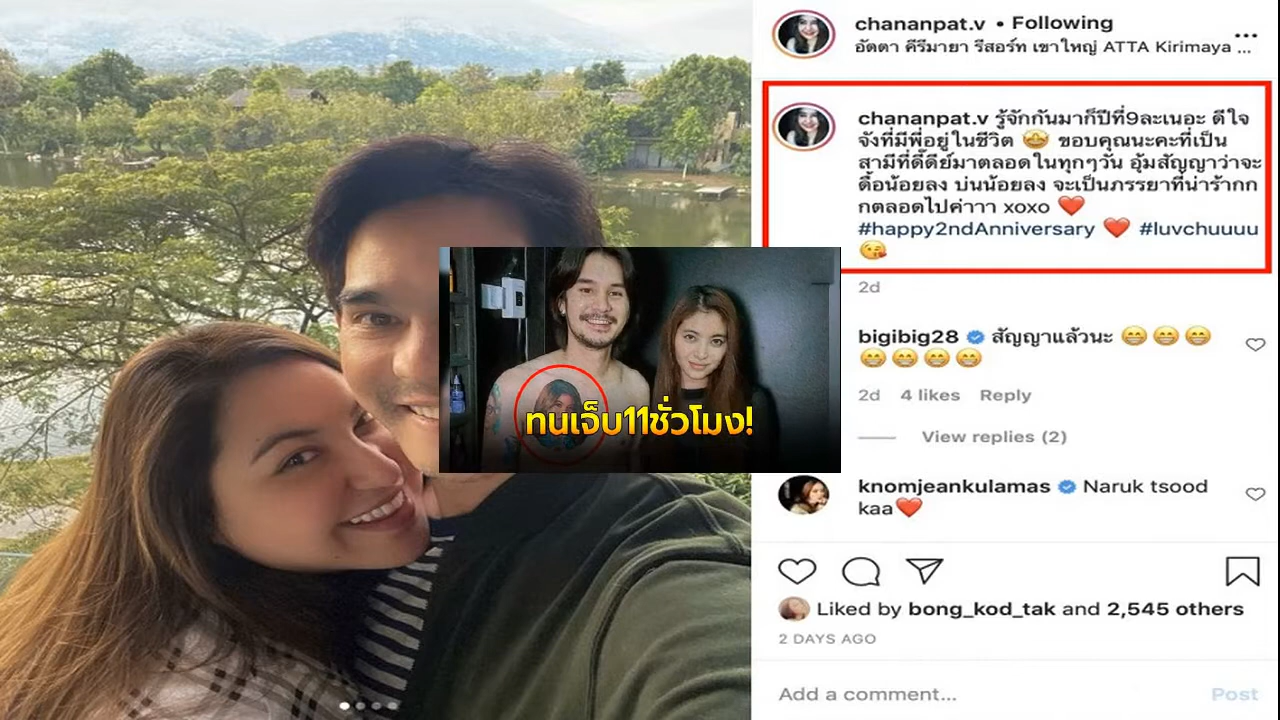 chananpat.v • Following
อัตตา คีรีมายา รีสอร์ท เขาใหญ่ ATTA Kirimaya ...
chananpat.v รู้จักกันมาก็ปีที่9ละเนอะ ดีใจ
จังที่มีพี่อยู่ในชีวิต 🤩 ขอบคุณนะคะที่เป็น
สามีที่ดี๊ดีย์มาตลอดในทุกๆวัน อุ้มสัญญาว่าจะ
ดื้อน้อยลง บ่นน้อยลง จะเป็นภรรยาที่น่าร้ากก
กตลอดไปค่าาา xoxo ❤️
#happy2ndAnniversary ❤️ #luvchuuuu
😘
2d
bigibig28 สัญญาแล้วนะ 😁😁😁
😁😁😁😁
2d 4 likes Reply
View replies (2)
knomjeankulamas Naruk tsood
kaa❤️
Liked by bong_kod_tak and 2,545 others
2 DAYS AGO
Add a comment... Post
ทนเจ็บ11ชั่วโมง!